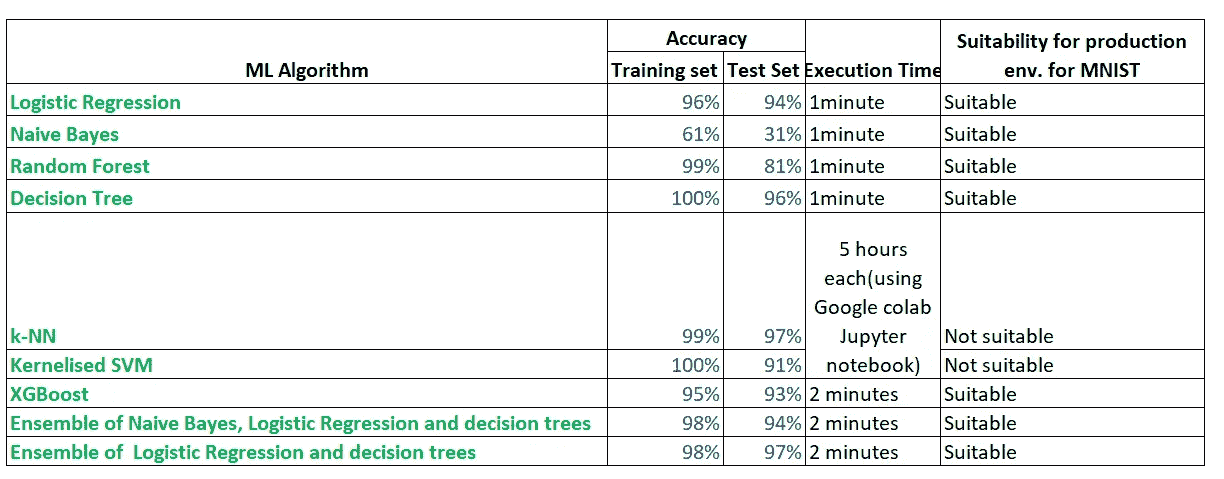 ML Algorithm Accuracy Execution Time Suitability for production env. for MNIST
Training set Test Set
Logistic Regression 96% 94% 1minute Suitable
Naive Bayes 61% 31% 1minute Suitable
Random Forest 99% 81% 1minute Suitable
Decision Tree 100% 96% 1minute Suitable
5 hours
each(using
Google colab
k-NN 99% 97% Jupyter Not suitable
Kernelised SVM 100% 91% notebook) Not suitable
XGBoost 95% 93% 2 minutes Suitable
Ensemble of Naive Bayes, Logistic Regression and decision trees 98% 94% 2 minutes Suitable
Ensemble of Logistic Regression and decision trees 98% 97% 2 minutes Suitable